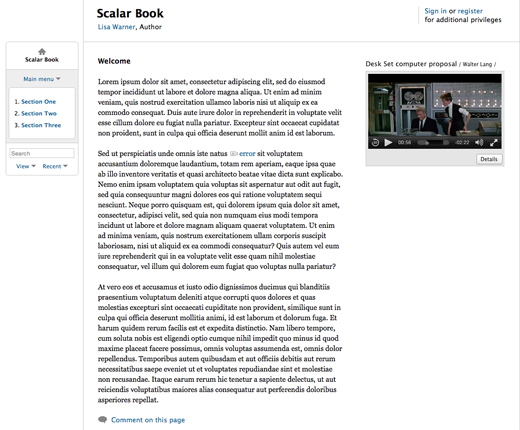 Scalar Book
Lisa Warner, Author
Sign in or register
for additional privileges
Scalar Book
Main menu
1. Section One
2. Section Two
3. Section Three
Search
View
Recent
Welcome
Lorem ipsum dolor sit amet, consectetur adipiscing elit, sed do eiusmod
tempor incididunt ut labore et dolore magna aliqua. Ut enim ad minim
veniam, quis nostrud exercitation ullamco laboris nisi ut aliquip ex ea
commodo consequat. Duis aute irure dolor in reprehenderit in voluptate velit
esse cillum dolore eu fugiat nulla pariatur. Excepteur sint occaecat cupidatat
non proident, sunt in culpa qui officia deserunt mollit anim id est laborum.
Sed ut perspiciatis unde omnis iste natus error sit voluptatem
accusantium doloremque laudantium, totam rem aperiam, eaque ipsa quae
ab illo inventore veritatis et quasi architecto beatae vitae dicta sunt explicabo.
Nemo enim ipsam voluptatem quia voluptas sit aspernatur aut odit aut fugit,
sed quia consequuntur magni dolores eos qui ratione voluptatem sequi
nesciunt. Neque porro quisquam est, qui dolorem ipsum quia dolor sit amet,
consectetur, adipisci velit, sed quia non numquam eius modi tempora
incidunt ut labore et dolore magnam aliquam quaerat voluptatem. Ut enim
ad minima veniam, quis nostrum exercitationem ullam corporis suscipit
laboriosam, nisi ut aliquid ex ea commodi consequatur? Quis autem vel eum
iure reprehenderit qui in ea voluptate velit esse quam nihil molestiae
consequatur, vel illum qui dolorem eum fugiat quo voluptas nulla pariatur?
At vero eos et accusamus et iusto odio dignissimos ducimus qui blanditiis
praesentium voluptatum deleniti atque corrupti quos dolores et quas
molestias excepturi sint occaecati cupiditate non provident, similique sunt in
culpa qui officia deserunt mollitia animi, id est laborum et dolorum fuga. Et
harum quidem rerum facilis est et expedita distinctio. Nam libero tempore,
cum soluta nobis est eligendi optio cumque nihil impedit quo minus id quod
maxime placeat facere possimus, omnis voluptas assumenda est, omnis dolor
repellendus. Temporibus autem quibusdam et aut officiis debitis aut rerum
necessitatibus saepe eveniet ut et voluptates repudiandae sint et molestiae
non recusandae. Itaque earum rerum hic tenetur a sapiente delectus, ut aut
reiciendis voluptatibus maiores alias consequatur aut perferendis doloribus
asperiores repellat.
Comment on this page
Desk Set computer proposal / Walter Lang /
00:58
-02:22
Details